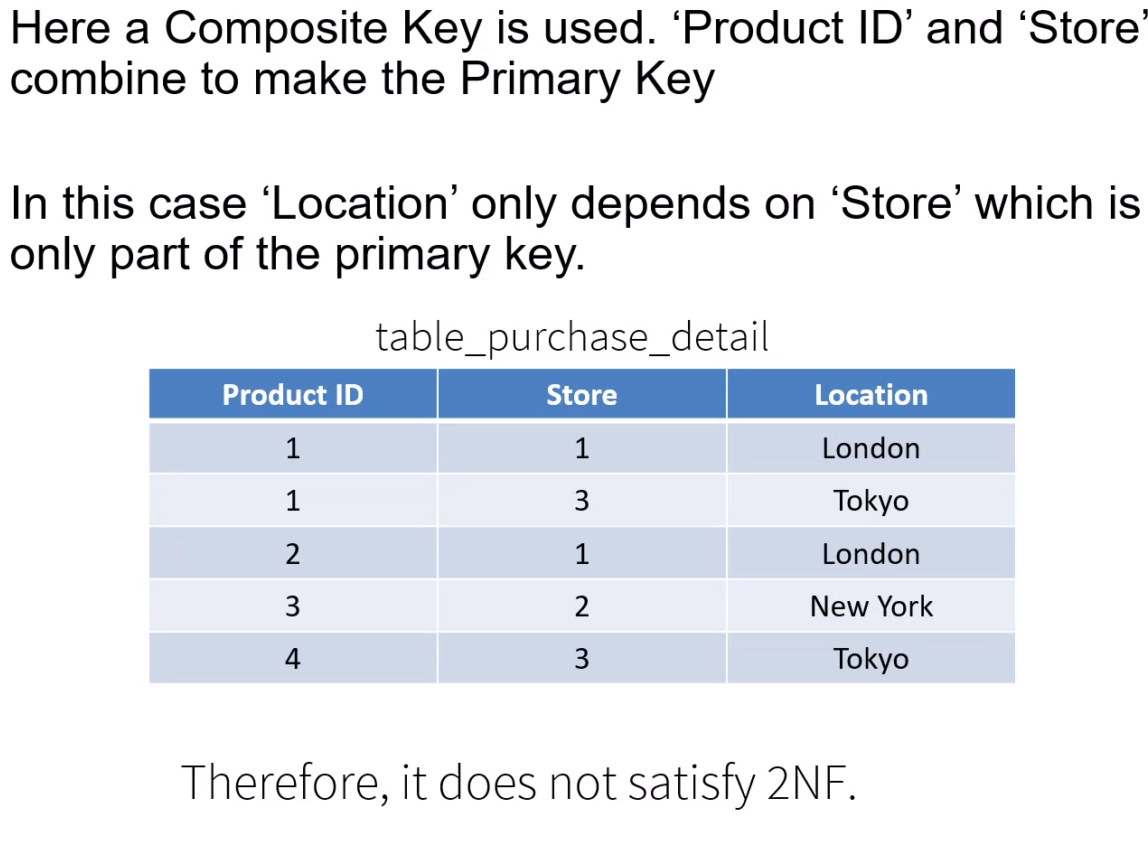 Here a Composite Key is used. ‘Product ID’ and ‘Store’
combine to make the Primary Key
In this case ‘Location’ only depends on ‘Store’ which is
only part of the primary key.
table_purchase_detail
Product ID Store Location
1 1 London
1 3 Tokyo
2 1 London
3 2 New York
4 3 Tokyo
Therefore, it does not satisfy 2NF.